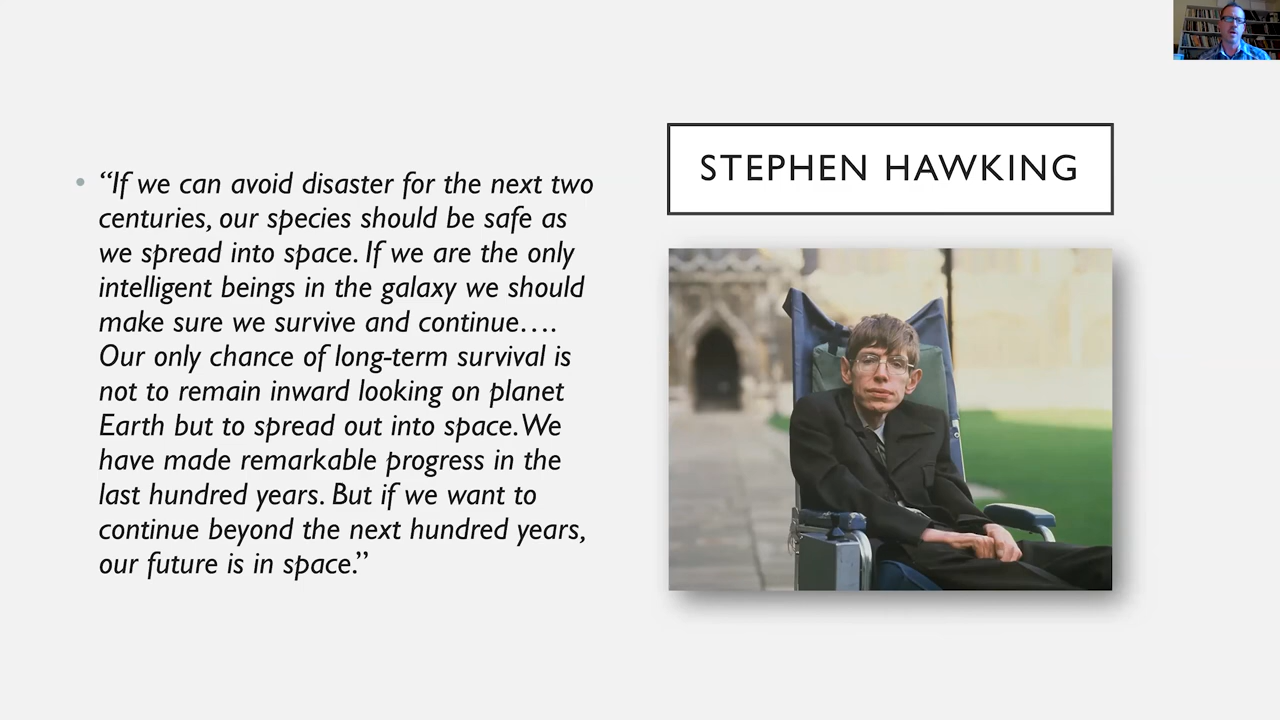 “If we can avoid disaster for the next two
centuries, our species should be safe as
we spread into space. If we are the only
intelligent beings in the galaxy we should
make sure we survive and continue….
Our only chance of long-term survival is
not to remain inward looking on planet
Earth but to spread out into space. We
have made remarkable progress in the
last hundred years. But if we want to
continue beyond the next hundred years,
our future is in space.”
STEPHEN HAWKING